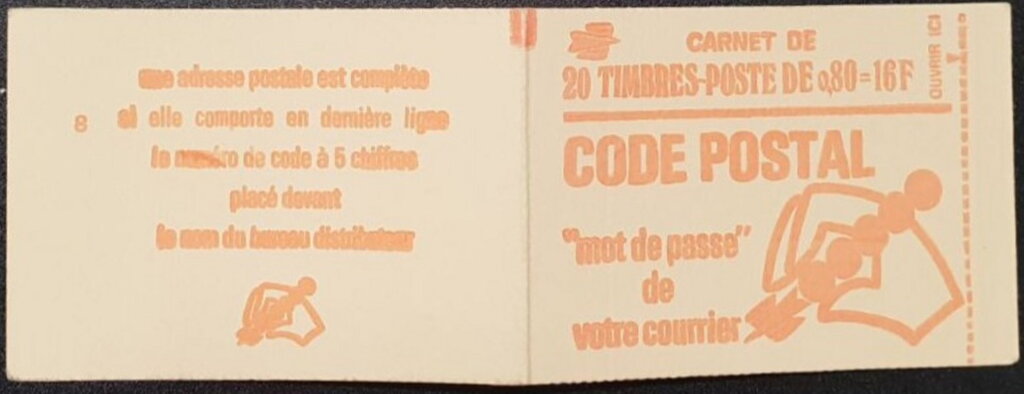 une adresse postale est complète
si elle comporte en dernière ligne
le numéro de code à 5 chiffres
placé devant
le nom du bureau distributeur
8
CARNET DE
20 TIMBRES-POSTE DE 0,80=16F
CODE POSTAL
"mot de passe"
de
votre courrier
OUVRIR ICI